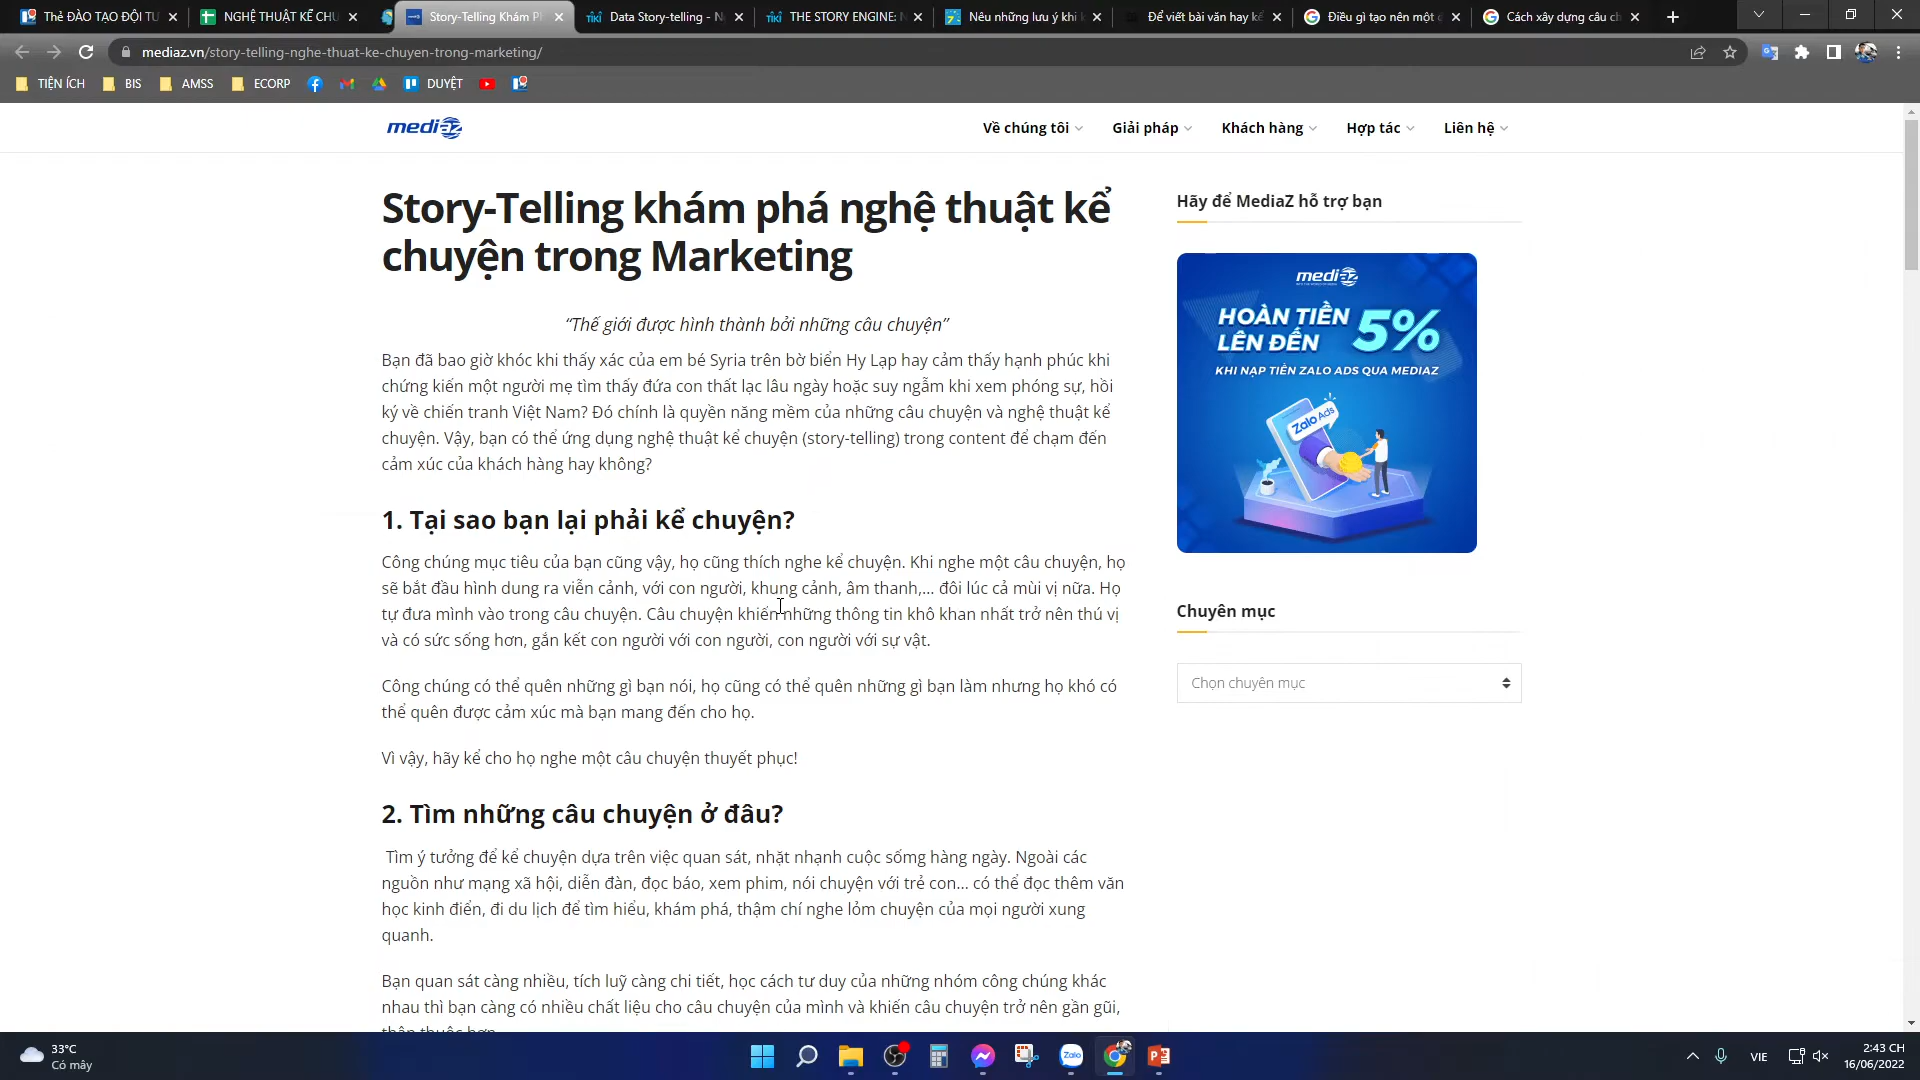 Thẻ ĐÀO TẠO ĐỘI TƯ
NGHỆ THUẬT KỂ CHU
Story-Telling Khám P
TIKI Data Story-telling - N
TIKI THE STORY ENGINE: N
Nêu những lưu ý khi k
Để viết bài văn hay kể
Điều gì tạo nên một c
Cách xây dựng câu ch
mediaz.vn/story-telling-nghe-thuat-ke-chuyen-trong-marketing/
TIỆN ÍCH BIS AMSS ECORP DUYỆT
mediaz
Về chúng tôi Giải pháp Khách hàng Hợp tác Liên hệ
Story-Telling khám phá nghệ thuật kể
chuyện trong Marketing
“Thế giới được hình thành bởi những câu chuyện”
Bạn đã bao giờ khóc khi thấy xác của em bé Syria trên bờ biển Hy Lạp hay cảm thấy hạnh phúc khi
chứng kiến một người mẹ tìm thấy đứa con thất lạc lâu ngày hoặc suy ngẫm khi xem phóng sự, hồi
ký về chiến tranh Việt Nam? Đó chính là quyền năng mềm của những câu chuyện và nghệ thuật kể
chuyện. Vậy, bạn có thể ứng dụng nghệ thuật kể chuyện (story-telling) trong content để chạm đến
cảm xúc của khách hàng hay không?
1. Tại sao bạn lại phải kể chuyện?
Công chúng mục tiêu của bạn cũng vậy, họ cũng thích nghe kể chuyện. Khi nghe một câu chuyện, họ
sẽ bắt đầu hình dung ra viễn cảnh, với con người, khung cảnh, âm thanh,… đôi lúc cả mùi vị nữa. Họ
tự đưa mình vào trong câu chuyện. Câu chuyện khiến những thông tin khô khan nhất trở nên thú vị
và có sức sống hơn, gắn kết con người với con người, con người với sự vật.
Công chúng có thể quên những gì bạn nói, họ cũng có thể quên những gì bạn làm nhưng họ khó có
thể quên được cảm xúc mà bạn mang đến cho họ.
Vì vậy, hãy kể cho họ nghe một câu chuyện thuyết phục!
2. Tìm những câu chuyện ở đâu?
Tìm ý tưởng để kể chuyện dựa trên việc quan sát, nhặt nhạnh cuộc sốmg hàng ngày. Ngoài các
nguồn như mạng xã hội, diễn đàn, đọc báo, xem phim, nói chuyện với trẻ con… có thể đọc thêm văn
học kinh điển, đi du lịch để tìm hiểu, khám phá, thậm chí nghe lỏm chuyện của mọi người xung
quanh.
Bạn quan sát càng nhiều, tích luỹ càng chi tiết, học cách tư duy của những nhóm công chúng khác
nhau thì bạn càng có nhiều chất liệu cho câu chuyện của mình và khiến câu chuyện trở nên gần gũi,
thân thuộc hơn.
Hãy để MediaZ hỗ trợ bạn
mediaz
HOÀN TIỀN
LÊN ĐẾN 5%
KHI NẠP TIỀN ZALO ADS QUA MEDIAZ
Zalo Ads
Chuyên mục
Chọn chuyên mục
33°C
Có mây
Zalo
VIE
2:43 CH
16/06/2022